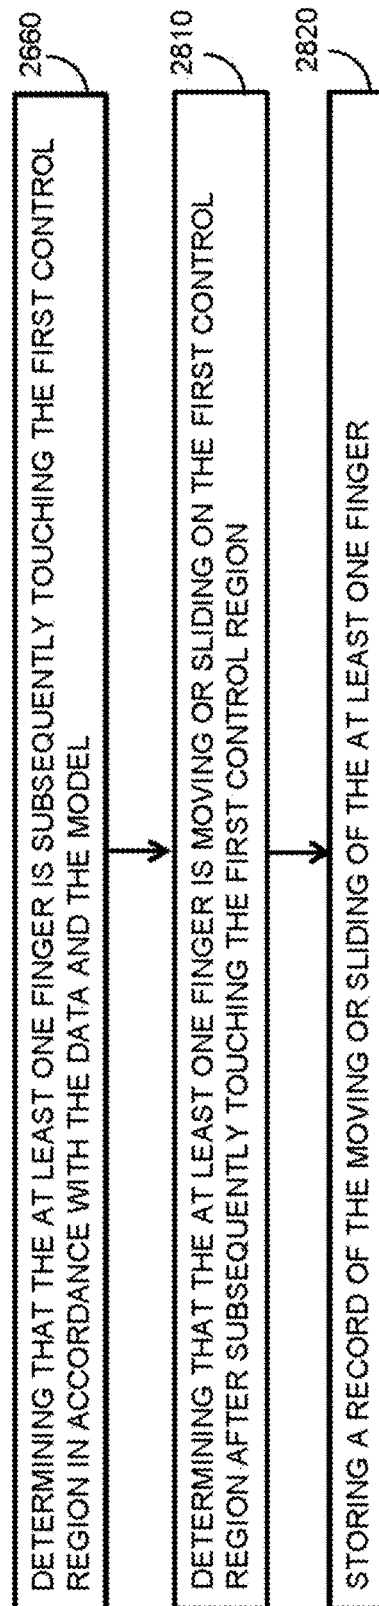 2660
DETERMINING THAT THE AT LEAST ONE FINGER IS SUBSEQUENTLY TOUCHING THE FIRST CONTROL
REGION IN ACCORDANCE WITH THE DATA AND THE MODEL
2810
DETERMINING THAT THE AT LEAST ONE FINGER IS MOVING OR SLIDING ON THE FIRST CONTROL
REGION AFTER SUBSEQUENTLY TOUCHING THE FIRST CONTROL REGION
2820
STORING A RECORD OF THE MOVING OR SLIDING OF THE AT LEAST ONE FINGER